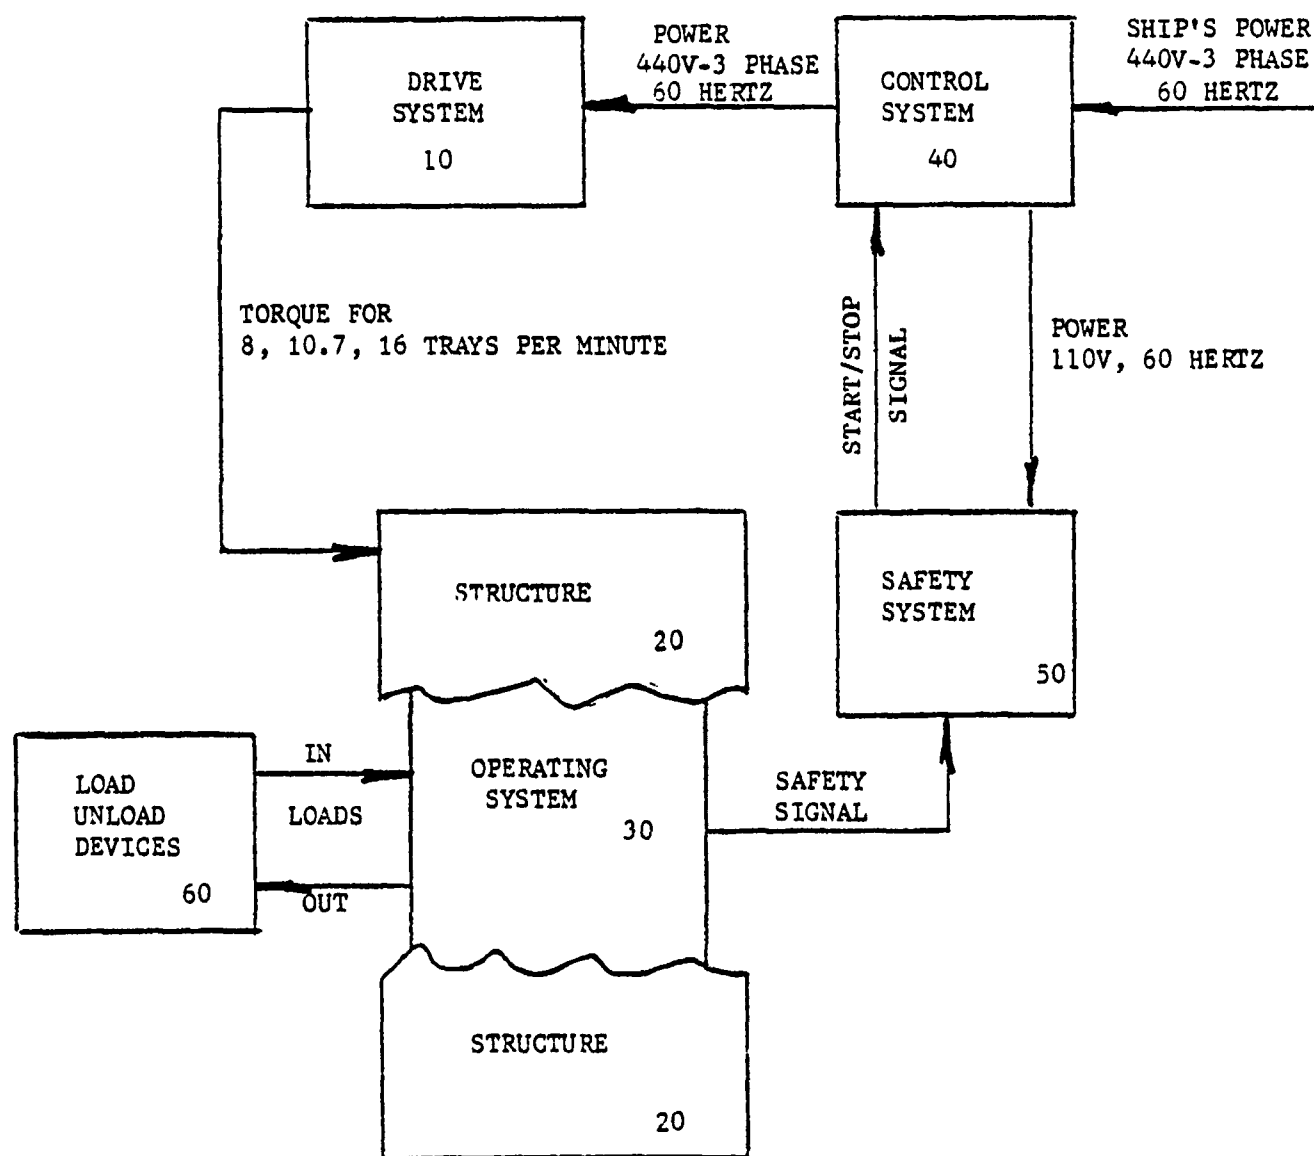 POWER
440V-3 PHASE
60 HERTZ
SHIP'S POWER
440V-3 PHASE
60 HERTZ
DRIVE
SYSTEM
10
CONTROL
SYSTEM
40
TORQUE FOR
8, 10.7, 16 TRAYS PER MINUTE
START/STOP
SIGNAL
POWER
110V, 60 HERTZ
STRUCTURE
20
SAFETY
SYSTEM
50
LOAD
UNLOAD
DEVICES
60
IN
LOADS
OUT
OPERATING
SYSTEM
30
SAFETY
SIGNAL
STRUCTURE
20